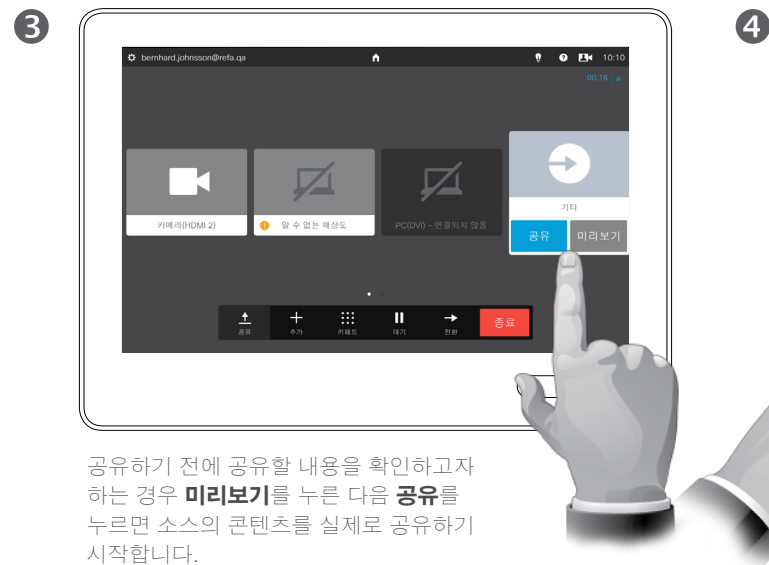 3
4
bernhard.johnsson@refa.qa
10:10
00:16
카메라(HDMI 2)
알 수 없는 해상도
PC(DVI) - 연결되지 않음
기타
공유
미리보기
공유
추가
키패드
대기
전환
종료
공유하기 전에 공유할 내용을 확인하고자
하는 경우 미리보기를 누른 다음 공유를
누르면 소스의 콘텐츠를 실제로 공유하기
시작합니다.